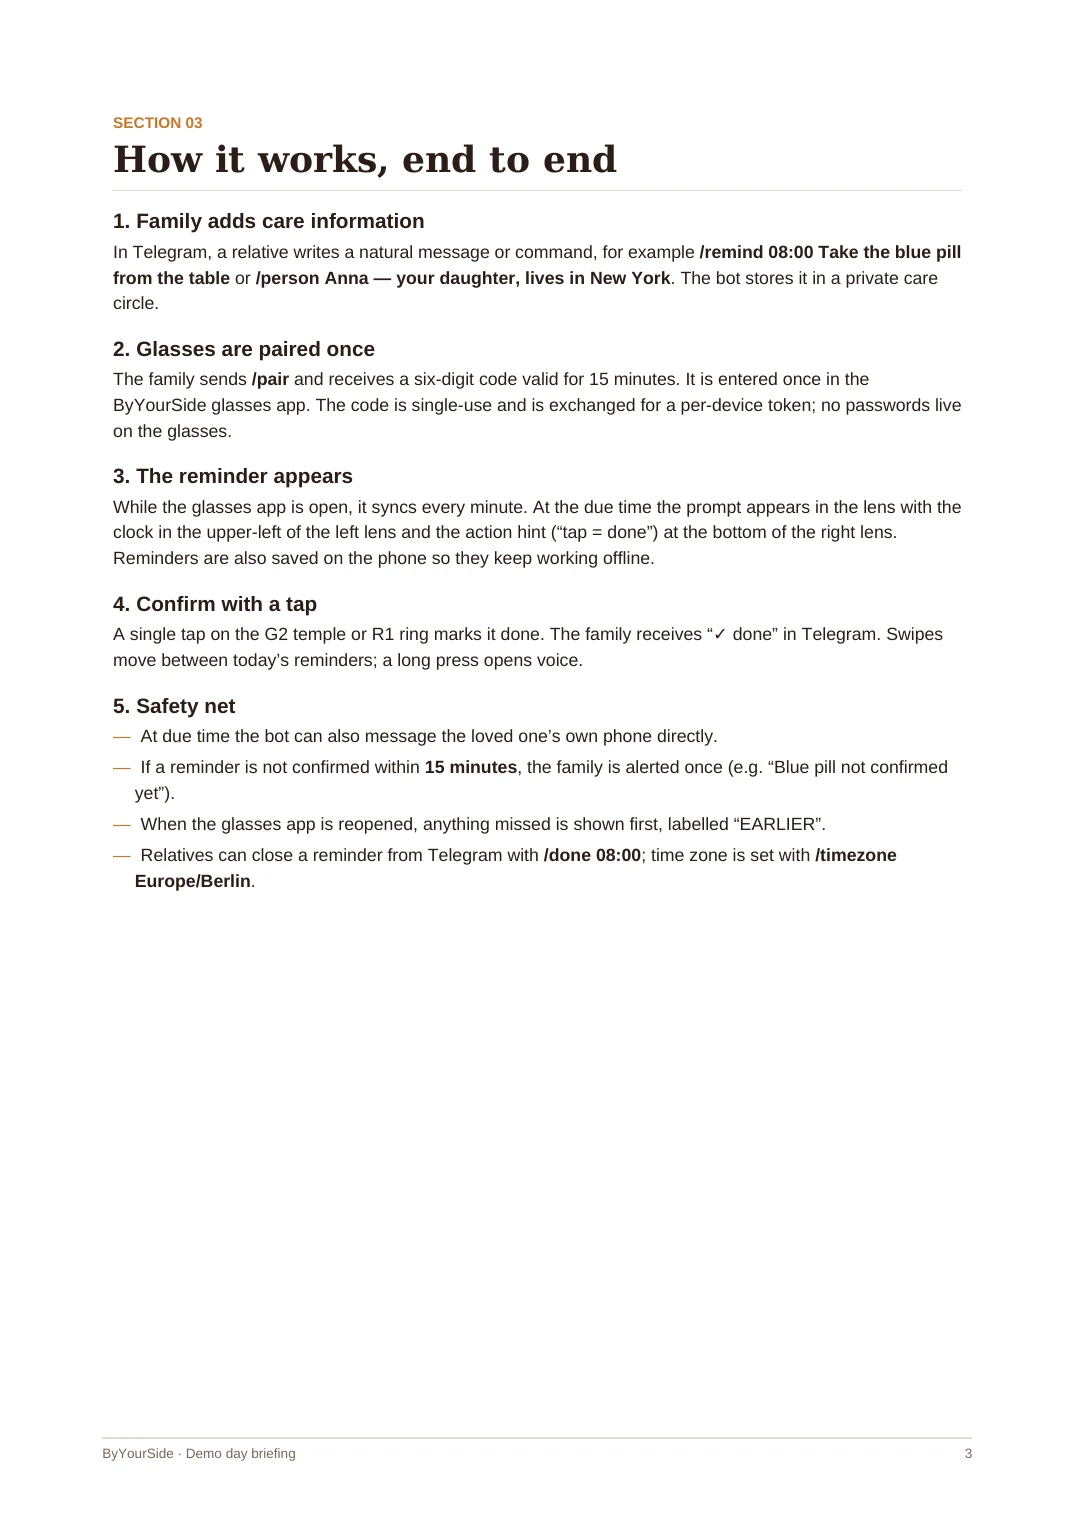 SECTION 03
How it works, end to end
1. Family adds care information
In Telegram, a relative writes a natural message or command, for example /remind 08:00 Take the blue pill
from the table or /person Anna — your daughter, lives in New York. The bot stores it in a private care
circle.
2. Glasses are paired once
The family sends /pair and receives a six-digit code valid for 15 minutes. It is entered once in the
ByYourSide glasses app. The code is single-use and is exchanged for a per-device token; no passwords live
on the glasses.
3. The reminder appears
While the glasses app is open, it syncs every minute. At the due time the prompt appears in the lens with the
clock in the upper-left of the left lens and the action hint (“tap = done”) at the bottom of the right lens.
Reminders are also saved on the phone so they keep working offline.
4. Confirm with a tap
A single tap on the G2 temple or R1 ring marks it done. The family receives “✓ done” in Telegram. Swipes
move between today’s reminders; a long press opens voice.
5. Safety net
— At due time the bot can also message the loved one’s own phone directly.
— If a reminder is not confirmed within 15 minutes, the family is alerted once (e.g. “Blue pill not confirmed
yet”).
— When the glasses app is reopened, anything missed is shown first, labelled “EARLIER”.
— Relatives can close a reminder from Telegram with /done 08:00; time zone is set with /timezone
Europe/Berlin.
ByYourSide · Demo day briefing 3